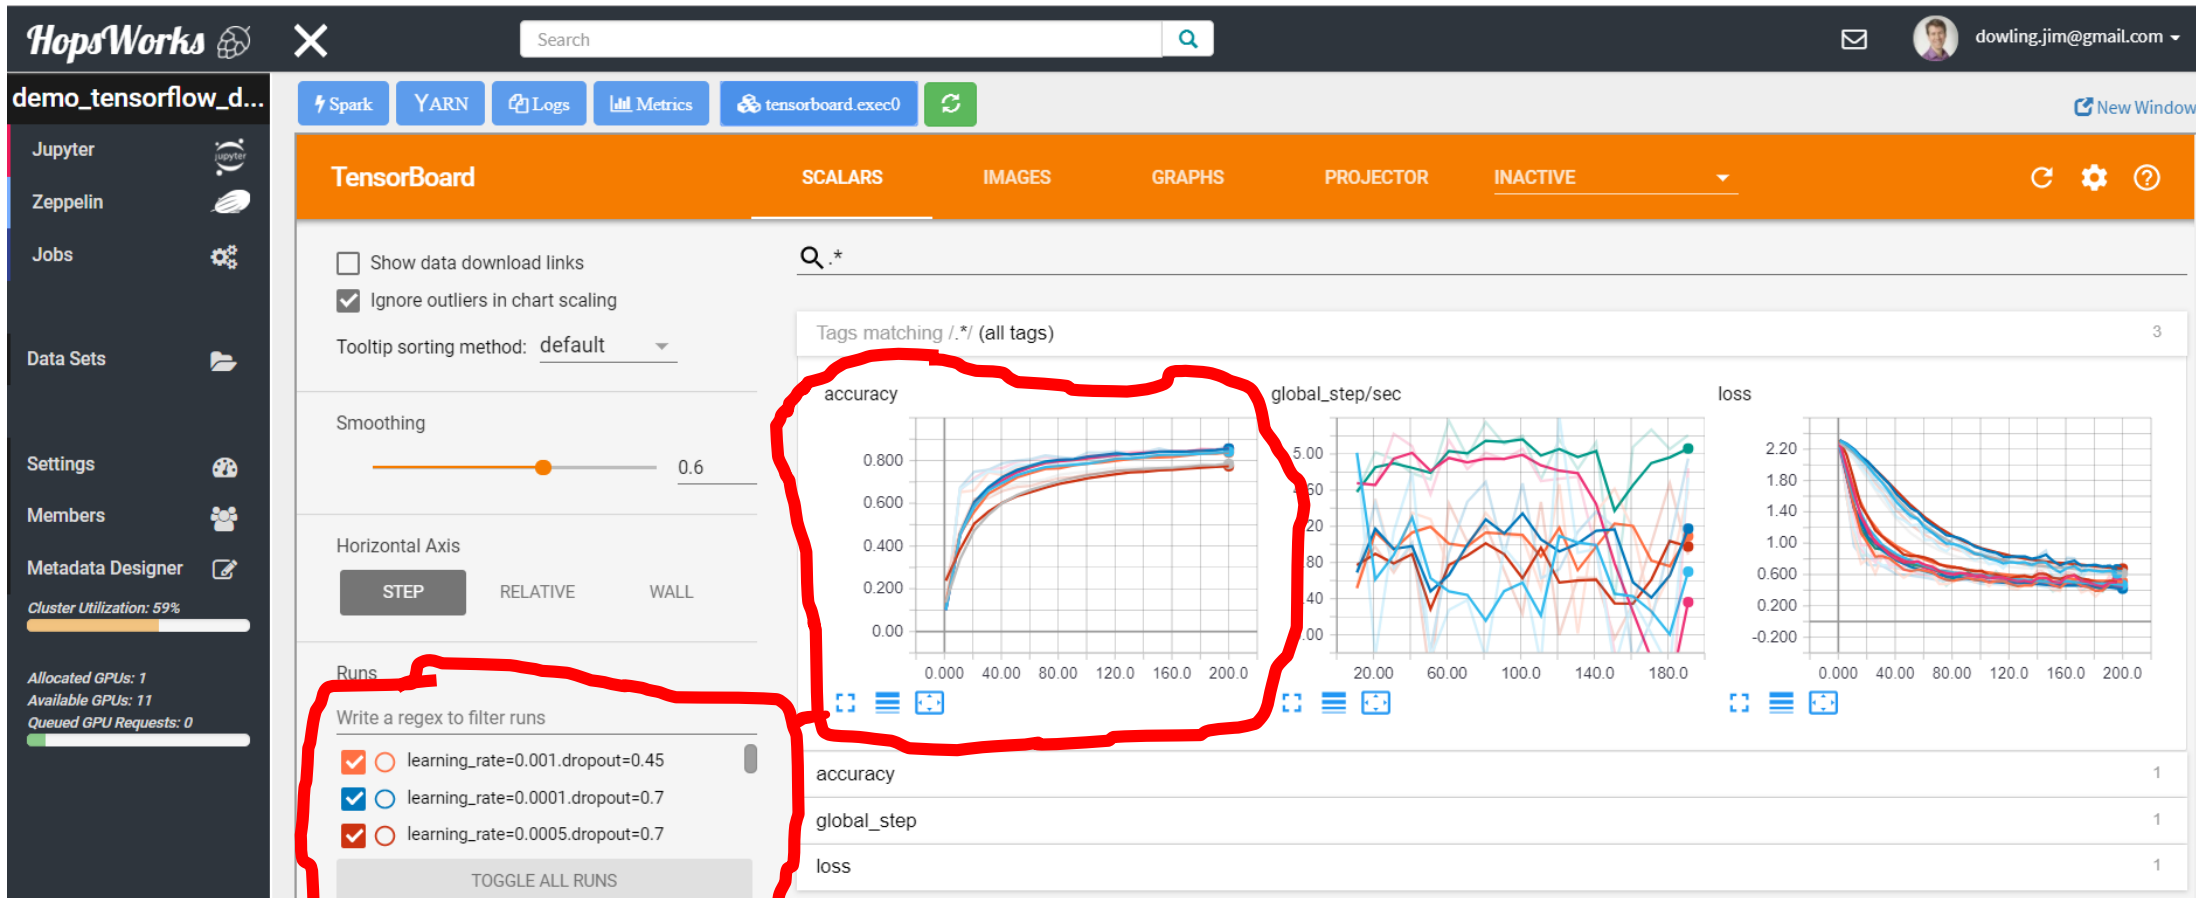 HopsWorks
Search
dowling.jim@gmail.com
demo_tensorflow_d...
Spark
YARN
Logs
Metrics
tensorboard.exec0
New Window
Jupyter
jupyter
Zeppelin
Jobs
Data Sets
Settings
Members
Metadata Designer
Cluster Utilization: 59%
Allocated GPUs: 1
Available GPUs: 11
Queued GPU Requests: 0
TensorBoard
SCALARS
IMAGES
GRAPHS
PROJECTOR
INACTIVE
Show data download links
Ignore outliers in chart scaling
Tooltip sorting method: default
Smoothing
0.6
Horizontal Axis
STEP
RELATIVE
WALL
Runs
Write a regex to filter runs
learning_rate=0.001.dropout=0.45
learning_rate=0.0001.dropout=0.7
learning_rate=0.0005.dropout=0.7
TOGGLE ALL RUNS
.*
Tags matching /.*/ (all tags)
3
accuracy
0.800
0.600
0.400
0.200
0.00
0.000 40.00 80.00 120.0 160.0 200.0
global_step/sec
5.00
20.00 60.00 100.0 140.0 180.0
loss
2.20
1.80
1.40
1.00
0.600
0.200
-0.200
0.000 40.00 80.00 120.0 160.0 200.0
accuracy
1
global_step
1
loss
1